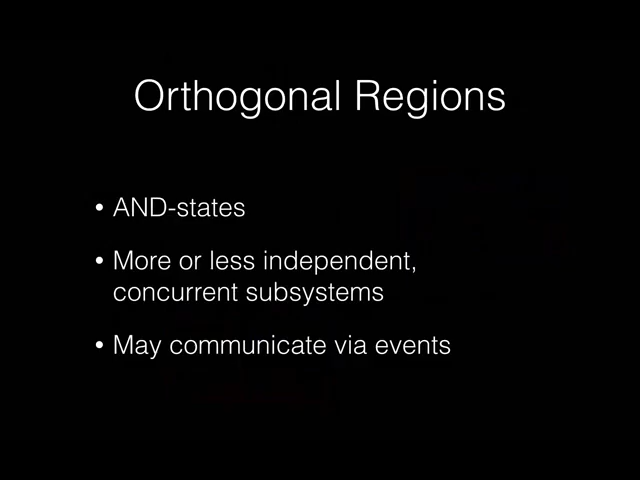 Orthogonal Regions
• AND-states
• More or less independent,
concurrent subsystems
• May communicate via events